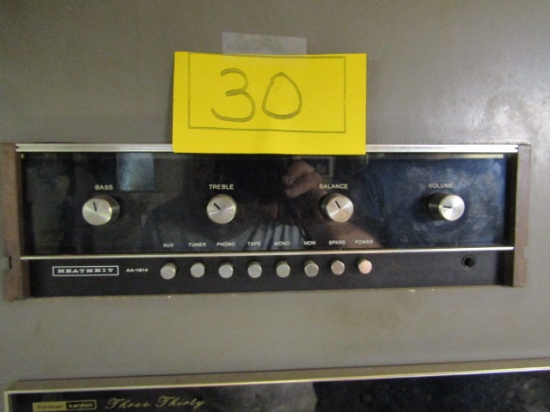 30
BASS TREBLE BALANCE VOLUME
AUX TUNER PHONO TAPE MONO MON SPKRS POWER
HEATHKIT AA-1214
harman kardon Three Thirty